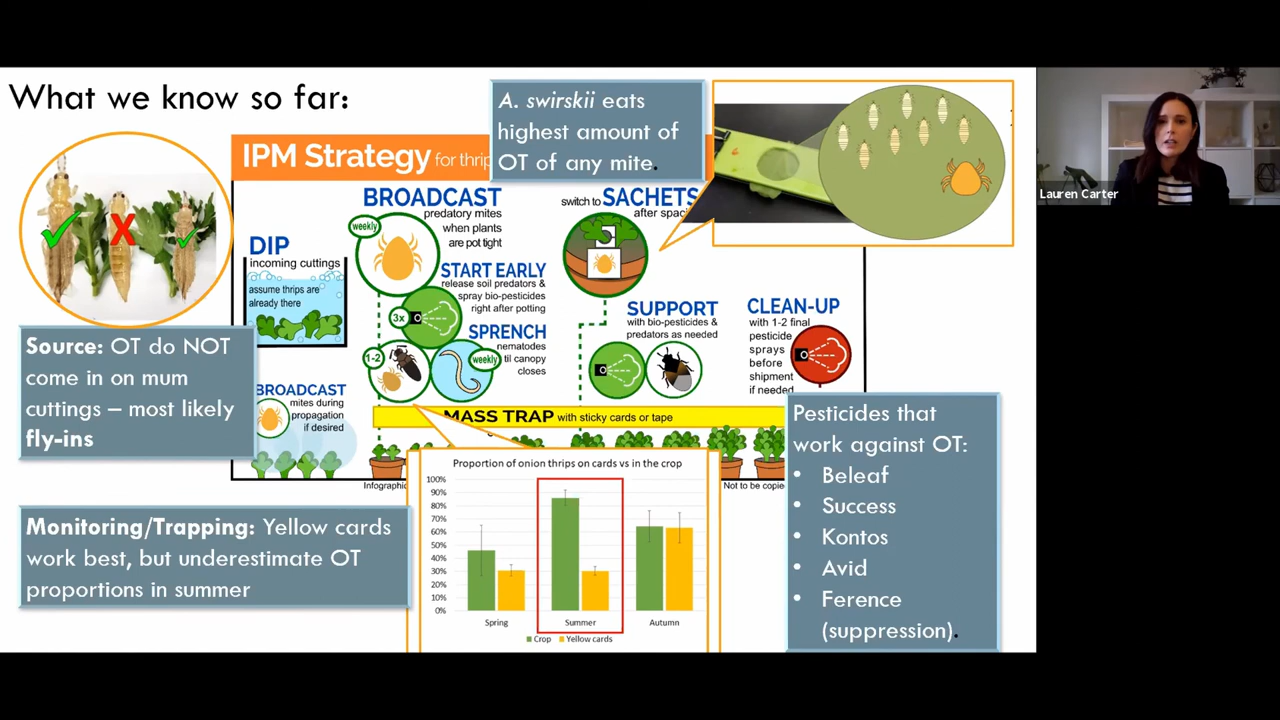 What we know so far:
A. swirskii eats
highest amount of
OT of any mite.
Lauren Carter
IPM Strategy for thrip
DIP
incoming cuttings
assume thrips are
already there
BROADCAST
predatory mites
when plants
are pot tight
weekly
START EARLY
release soil predators &
spray bio-pesticides
right after potting
3x
SPRENCH
nematodes
til canopy
closes
1-2
weekly
switch to SACHETS
after spaci
SUPPORT
with bio-pesticides &
predators as needed
CLEAN-UP
with 1-2 final
pesticide
sprays
before
shipment
if needed
Source: OT do NOT
come in on mum
cuttings – most likely
fly-ins
BROADCAST
mites during
propagation
if desired
MASS TRAP with sticky cards or tape
Infographic
Not to be copie
Monitoring/Trapping: Yellow cards
work best, but underestimate OT
proportions in summer
Proportion of onion thrips on cards vs in the crop
100%
90%
80%
70%
60%
50%
40%
30%
20%
10%
0%
Spring Summer Autumn
Crop Yellow cards
Pesticides that
work against OT:
• Beleaf
• Success
• Kontos
• Avid
• Ference
(suppression).